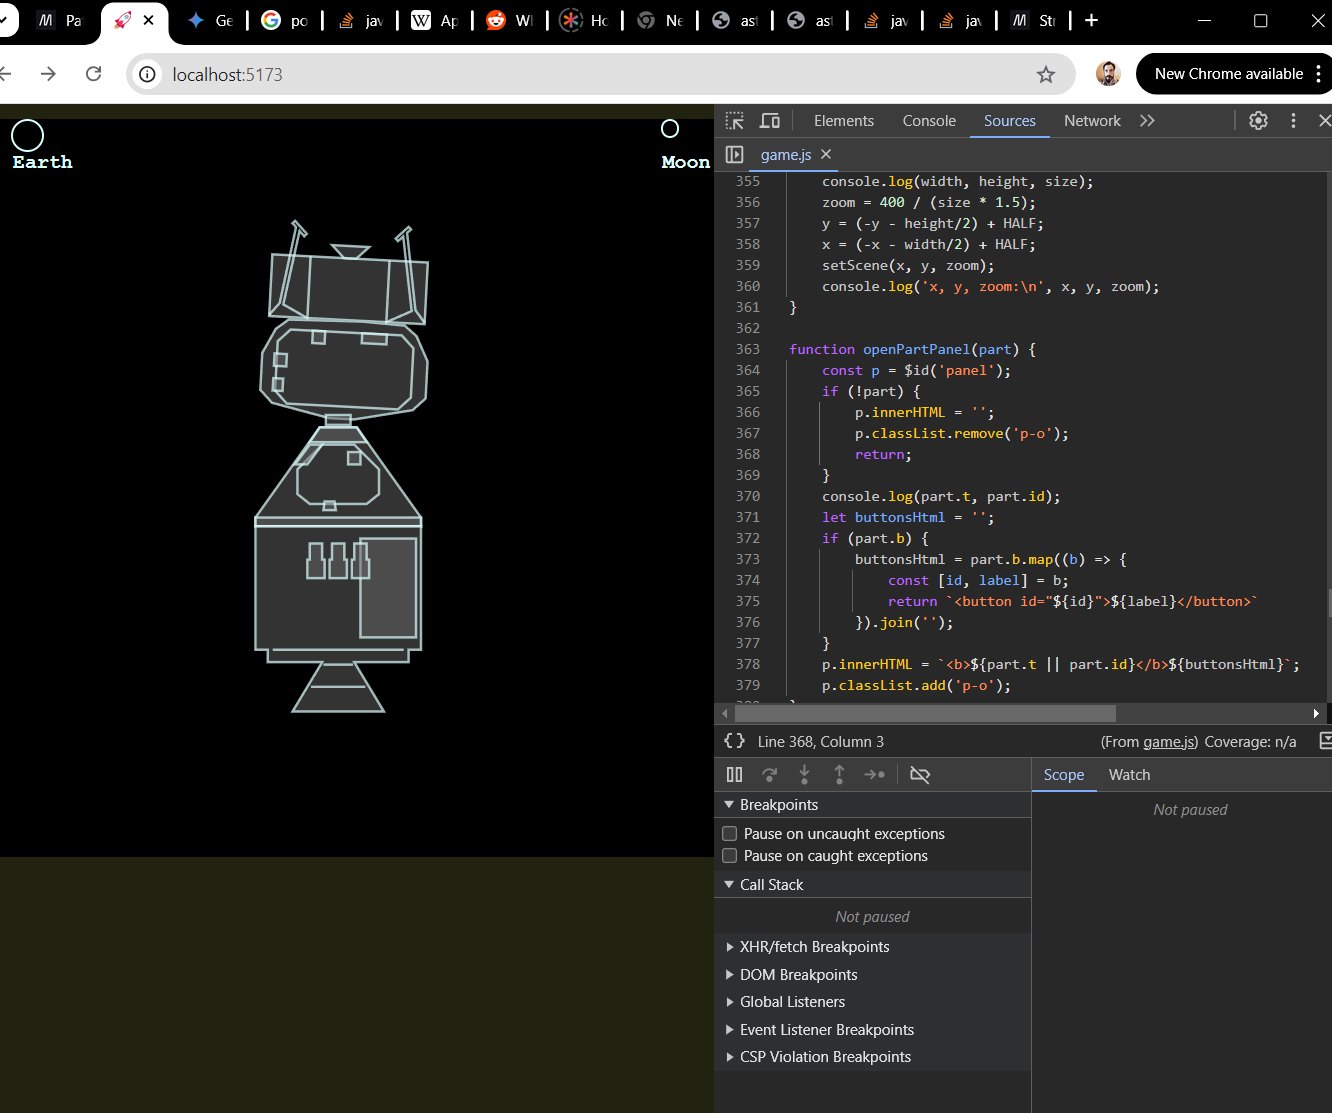 Pa
Ge
po
jav
Ap
Wl
Ho
Ne
ast
ast
jav
jav
Str
localhost:5173
New Chrome available
Earth
Moon
Elements Console Sources Network
game.js
355 console.log(width, height, size);
356 zoom = 400 / (size * 1.5);
357 y = (-y - height/2) + HALF;
358 x = (-x - width/2) + HALF;
359 setScene(x, y, zoom);
360 console.log('x, y, zoom:\n', x, y, zoom);
361 }
362
363 function openPartPanel(part) {
364 const p = $id('panel');
365 if (!part) {
366 p.innerHTML = '';
367 p.classList.remove('p-o');
368 return;
369 }
370 console.log(part.t, part.id);
371 let buttonsHtml = '';
372 if (part.b) {
373 buttonsHtml = part.b.map((b) => {
374 const [id, label] = b;
375 return `<button id="${id}">${label}</button>`
376 }).join('');
377 }
378 p.innerHTML = `<b>${part.t || part.id}</b>${buttonsHtml}`;
379 p.classList.add('p-o');
{} Line 368, Column 3 (From game.js) Coverage: n/a
Scope Watch
Not paused
Breakpoints
Pause on uncaught exceptions
Pause on caught exceptions
Call Stack
Not paused
XHR/fetch Breakpoints
DOM Breakpoints
Global Listeners
Event Listener Breakpoints
CSP Violation Breakpoints